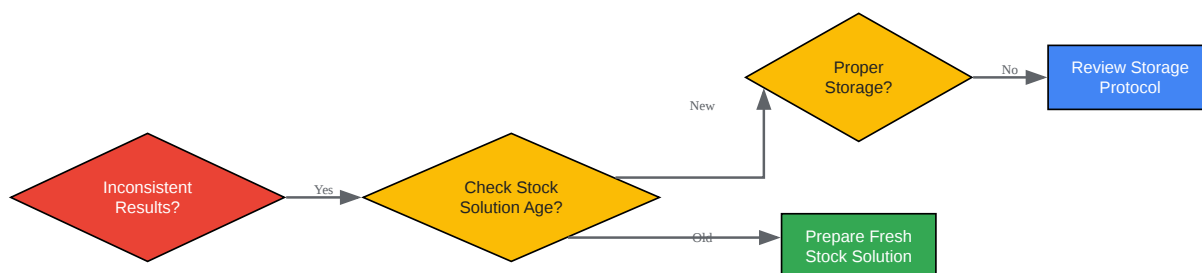 Inconsistent
Results?
Yes
Check Stock
Solution Age?
New
Proper
Storage?
No
Review Storage
Protocol
Old
Prepare Fresh
Stock Solution